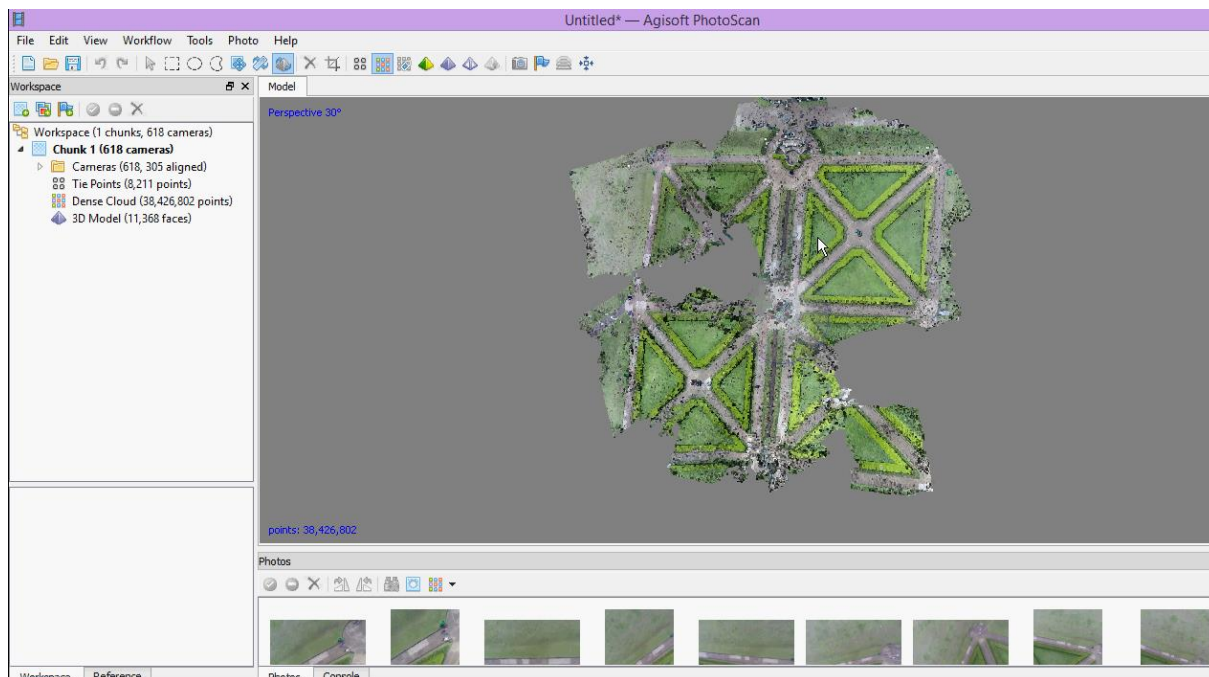 Untitled* — Agisoft PhotoScan
File Edit View Workflow Tools Photo Help
Workspace
Model
Workspace (1 chunks, 618 cameras)
Chunk 1 (618 cameras)
Cameras (618, 305 aligned)
Tie Points (8,211 points)
Dense Cloud (38,426,802 points)
3D Model (11,368 faces)
Perspective 30°
points: 38,426,802
Photos
Workspace Reference
Photos Console